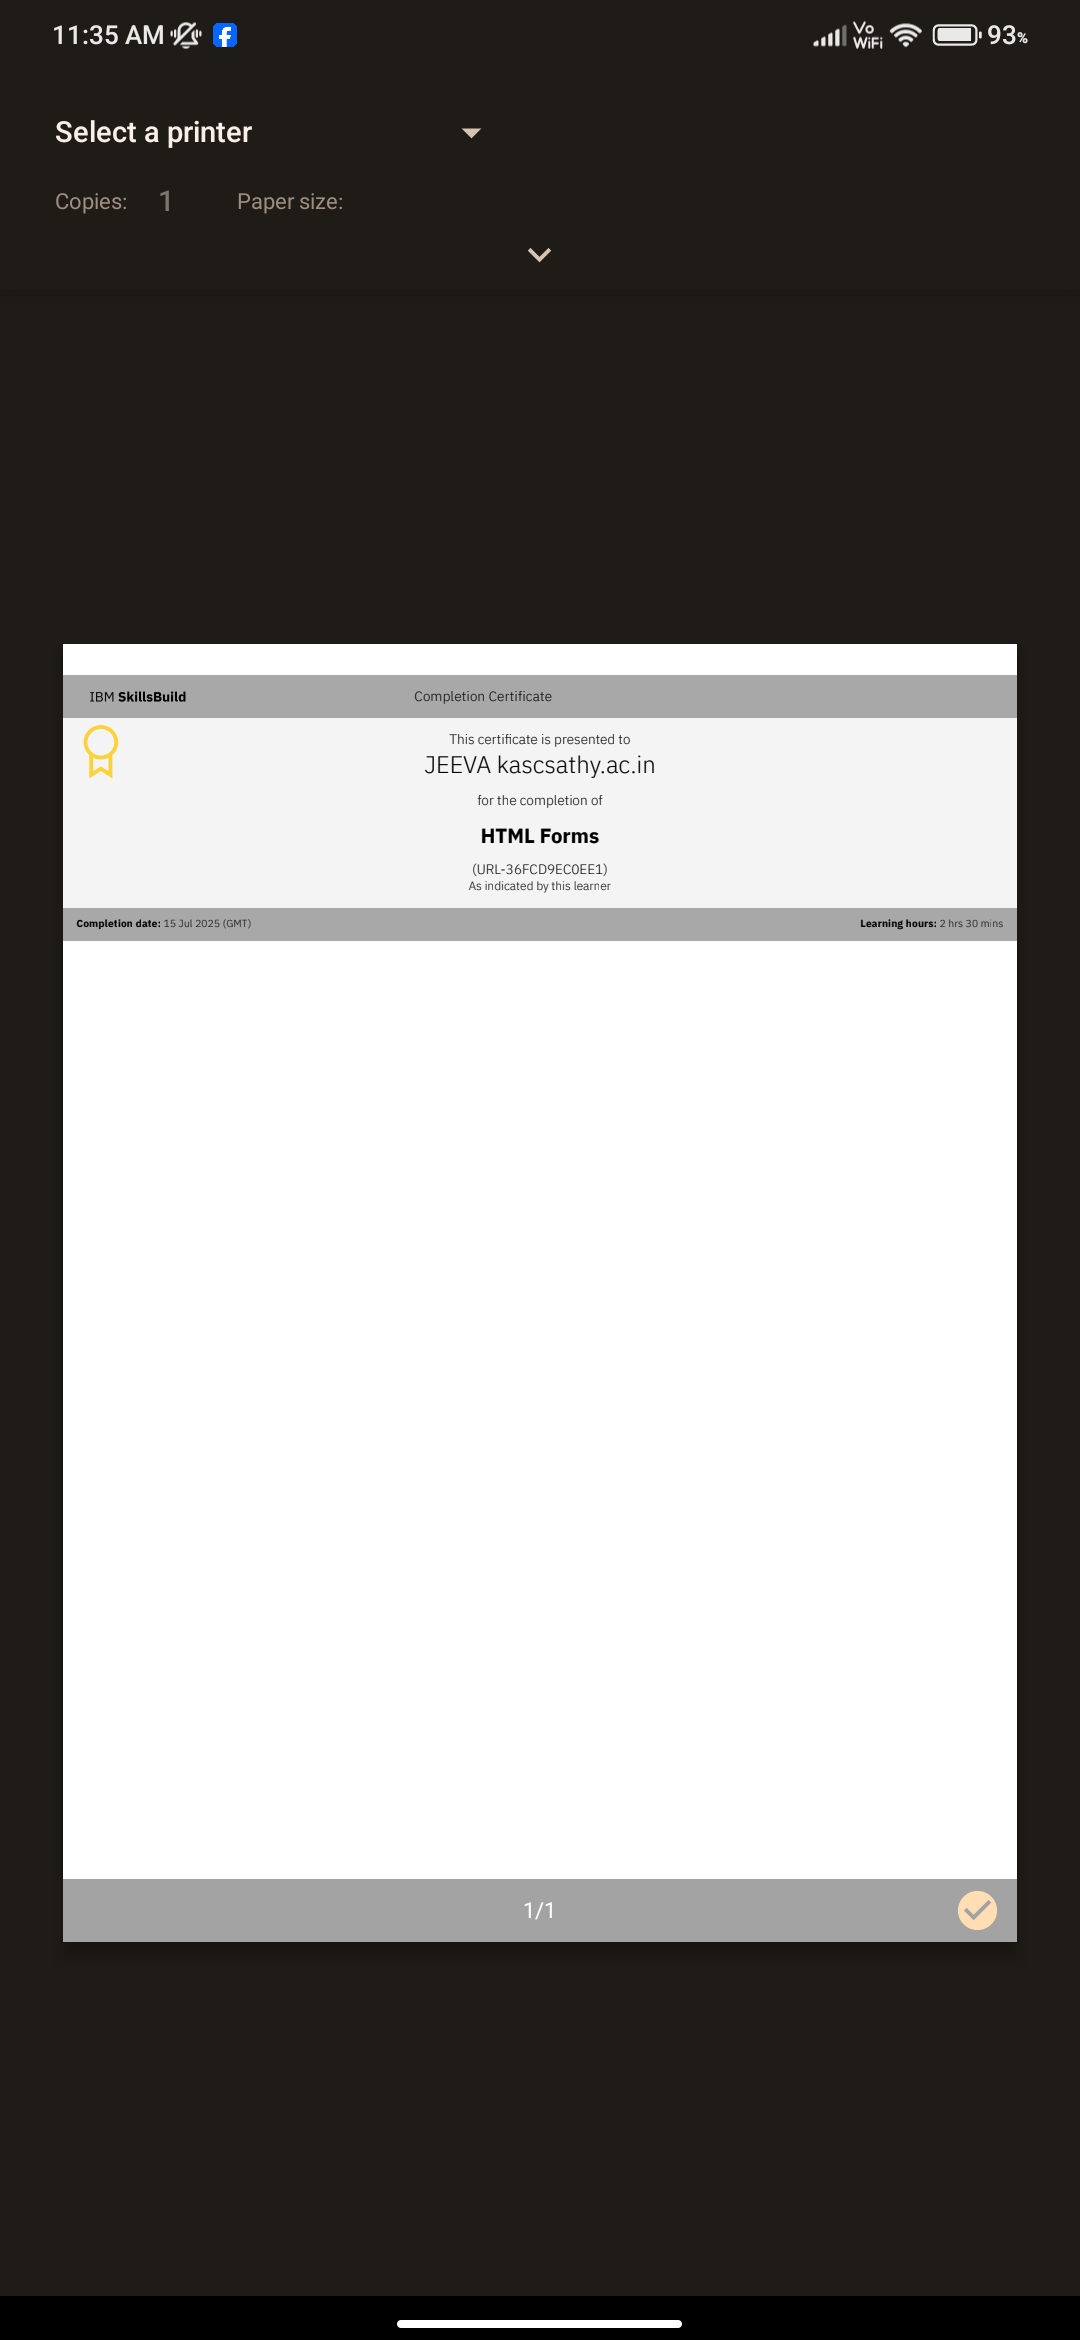 11:35 AM
Vo
WiFi
93%
Select a printer
Copies: 1 Paper size:
IBM SkillsBuild
Completion Certificate
This certificate is presented to
JEEVA kascsathy.ac.in
for the completion of
HTML Forms
(URL-36FCD9EC0EE1)
As indicated by this learner
Completion date: 15 Jul 2025 (GMT)
Learning hours: 2 hrs 30 mins
1/1